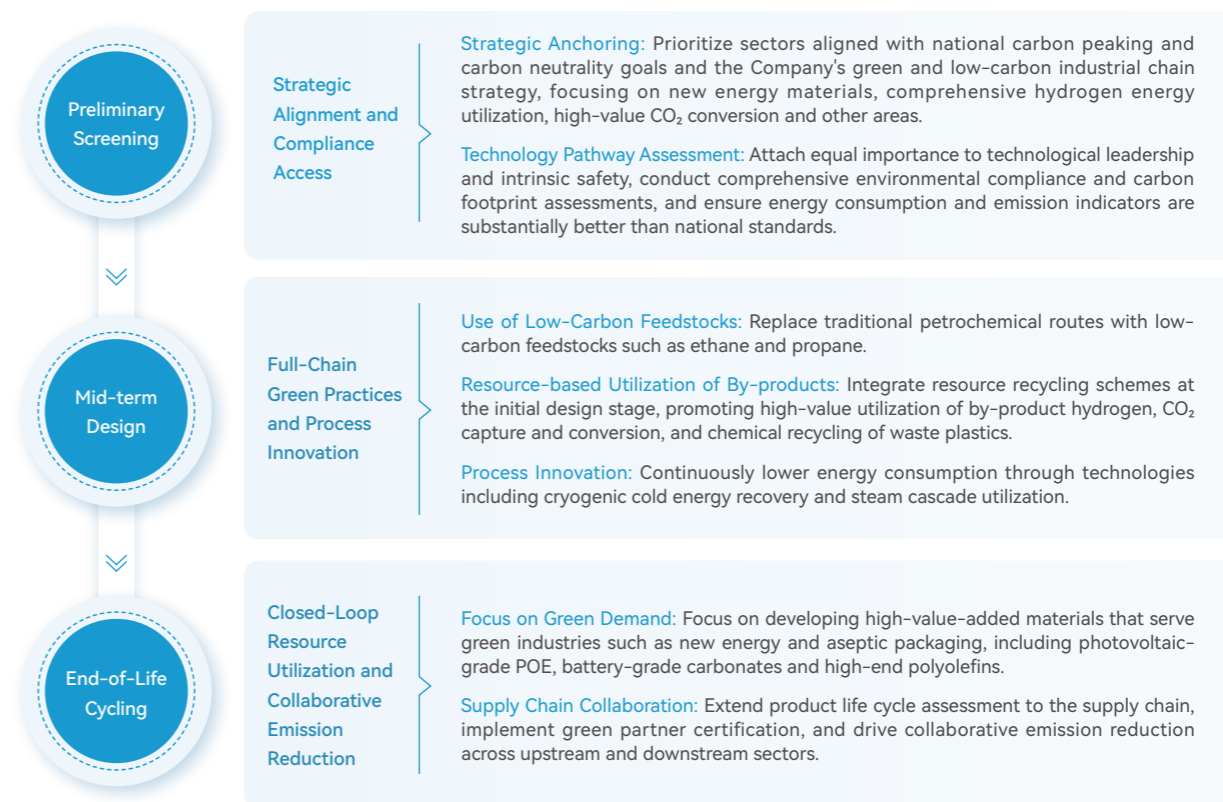 Preliminary
Screening
Strategic
Alignment and
Compliance
Access
Strategic Anchoring: Prioritize sectors aligned with national carbon peaking and
carbon neutrality goals and the Company's green and low-carbon industrial chain
strategy, focusing on new energy materials, comprehensive hydrogen energy
utilization, high-value CO₂ conversion and other areas.
Technology Pathway Assessment: Attach equal importance to technological leadership
and intrinsic safety, conduct comprehensive environmental compliance and carbon
footprint assessments, and ensure energy consumption and emission indicators are
substantially better than national standards.
Mid-term
Design
Full-Chain
Green Practices
and Process
Innovation
Use of Low-Carbon Feedstocks: Replace traditional petrochemical routes with low-
carbon feedstocks such as ethane and propane.
Resource-based Utilization of By-products: Integrate resource recycling schemes at
the initial design stage, promoting high-value utilization of by-product hydrogen, CO₂
capture and conversion, and chemical recycling of waste plastics.
Process Innovation: Continuously lower energy consumption through technologies
including cryogenic cold energy recovery and steam cascade utilization.
End-of-Life
Cycling
Closed-Loop
Resource
Utilization and
Collaborative
Emission
Reduction
Focus on Green Demand: Focus on developing high-value-added materials that serve
green industries such as new energy and aseptic packaging, including photovoltaic-
grade POE, battery-grade carbonates and high-end polyolefins.
Supply Chain Collaboration: Extend product life cycle assessment to the supply chain,
implement green partner certification, and drive collaborative emission reduction
across upstream and downstream sectors.